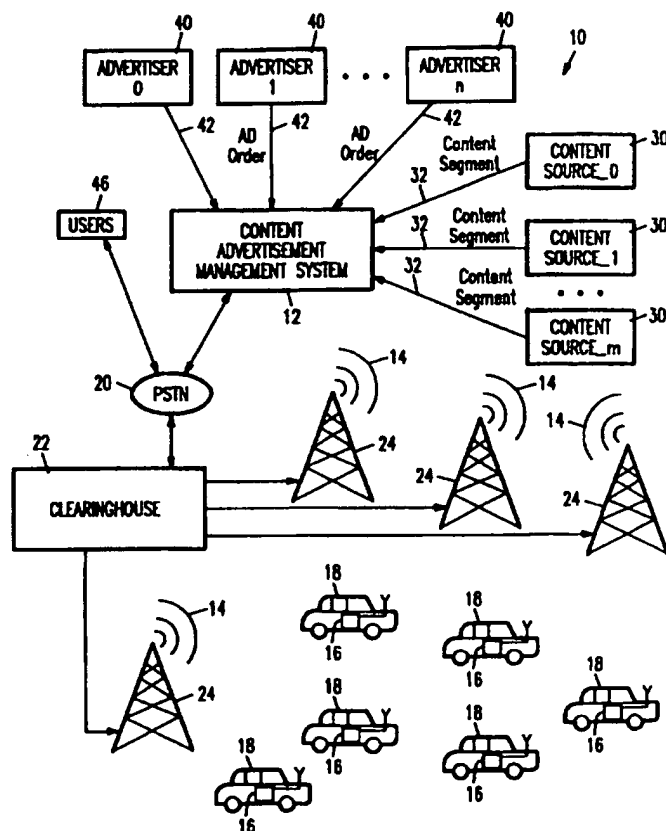 40
40
40
10
ADVERTISER
0
ADVERTISER
1
• • •
ADVERTISER
n
42
AD
Order
42
AD
Order
42
Content
Segment
32
30
CONTENT
SOURCE_0
46
USERS
CONTENT
ADVERTISEMENT
MANAGEMENT SYSTEM
12
Content
32
Segment
30
CONTENT
SOURCE_1
32
Content
Segment
• • •
30
CONTENT
SOURCE_m
20
PSTN
14
24
14
24
14
24
22
CLEARINGHOUSE
14
24
18
16
18
16
18
16
18
16
18
16
18
16